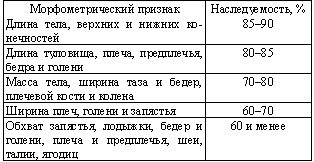 Морфометрический признак Наследуемость, %
Длина тела, верхних и нижних ко- 85–90
нечностей
Длина туловища, плеча, предплечья, 80–85
бедра и голени
Масса тела, ширина таза и бедер, 70–80
плечевой кости и колена
Ширина плеч, голени и запястья 60–70
Обхват запястья, лодыжки, бедер и 60 и менее
голени, плеча и предплечья, шеи,
талии, ягодиц